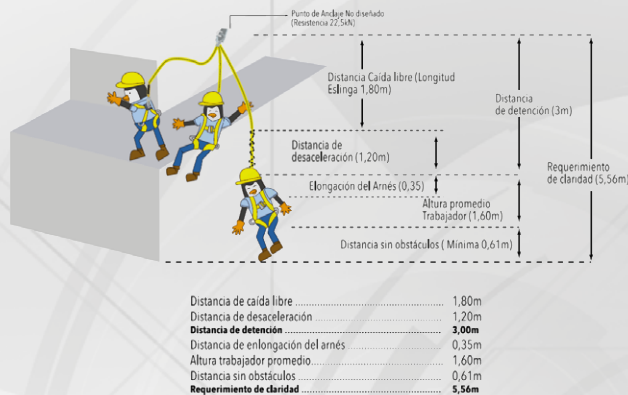 Punto de Anclaje No diseñado
(Resistencia 22,5kN)
Distancia Caída libre (Longitud
Eslinga 1,80m)
Distancia
de detención (3m)
Distancia de
desaceleración (1,20m)
Requerimiento
de claridad (5,56m)
Elongación del Arnés (0,35)
Altura promedio
Trabajador (1,60m)
Distancia sin obstáculos ( Mínima 0,61m)
Distancia de caída libre ........ 1,80m
Distancia de desaceleración ........ 1,20m
Distancia de detención ........ 3,00m
Distancia de enlongación del arnés ........ 0,35m
Altura trabajador promedio........ 1,60m
Distancia sin obstáculos ........ 0,61m
Requerimiento de claridad ........ 5,56m